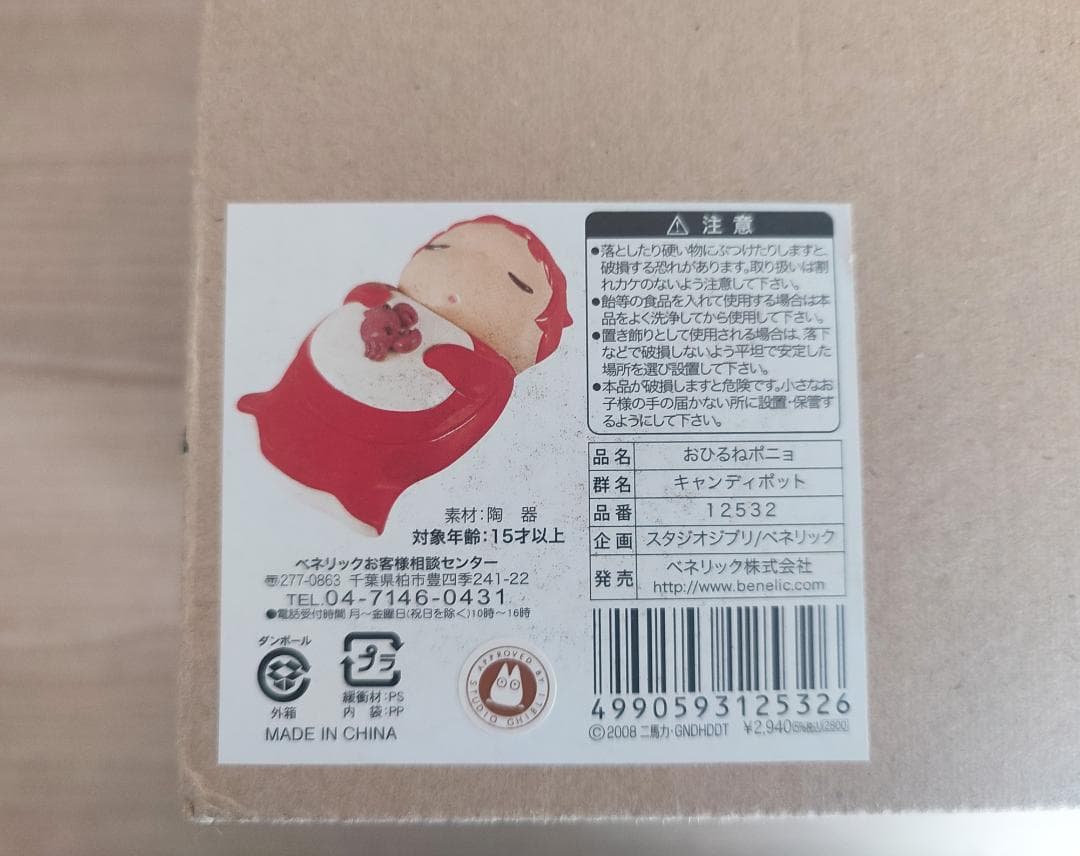 ⚠ 注意
●落としたり硬い物にぶつけたりしますと、
破損する恐れがあります。取り扱いは割
れカケのないよう注意して下さい。
●飴等の食品を入れて使用する場合は本
品をよく洗浄してから使用して下さい。
●置き飾りとして使用される場合は、落下
などで破損しないよう平坦で安定した
場所を選び設置して下さい。
●本品が破損しますと危険です。小さなお
子様の手の届かない所に設置・保管す
るようにして下さい。
品名 おひるねポニョ
群名 キャンディポット
品番 12532
企画 スタジオジブリ/ベネリック
発売 ベネリック株式会社
http://www.benelic.com
素材:陶 器
対象年齢:15才以上
ベネリックお客様相談センター
〠277-0863 千葉県柏市豊四季241-22
TEL.04-7146-0431
●電話受付時間 月～金曜日(祝日を除く)10時～16時
ダンボール
外箱
プラ
緩衝材:PS
内 袋:PP
MADE IN CHINA
APPROVED BY STUDIO GHIBLI
4990593125326
©2008 二馬力・GNDHDDT ¥2,940(5%税込)(2800)